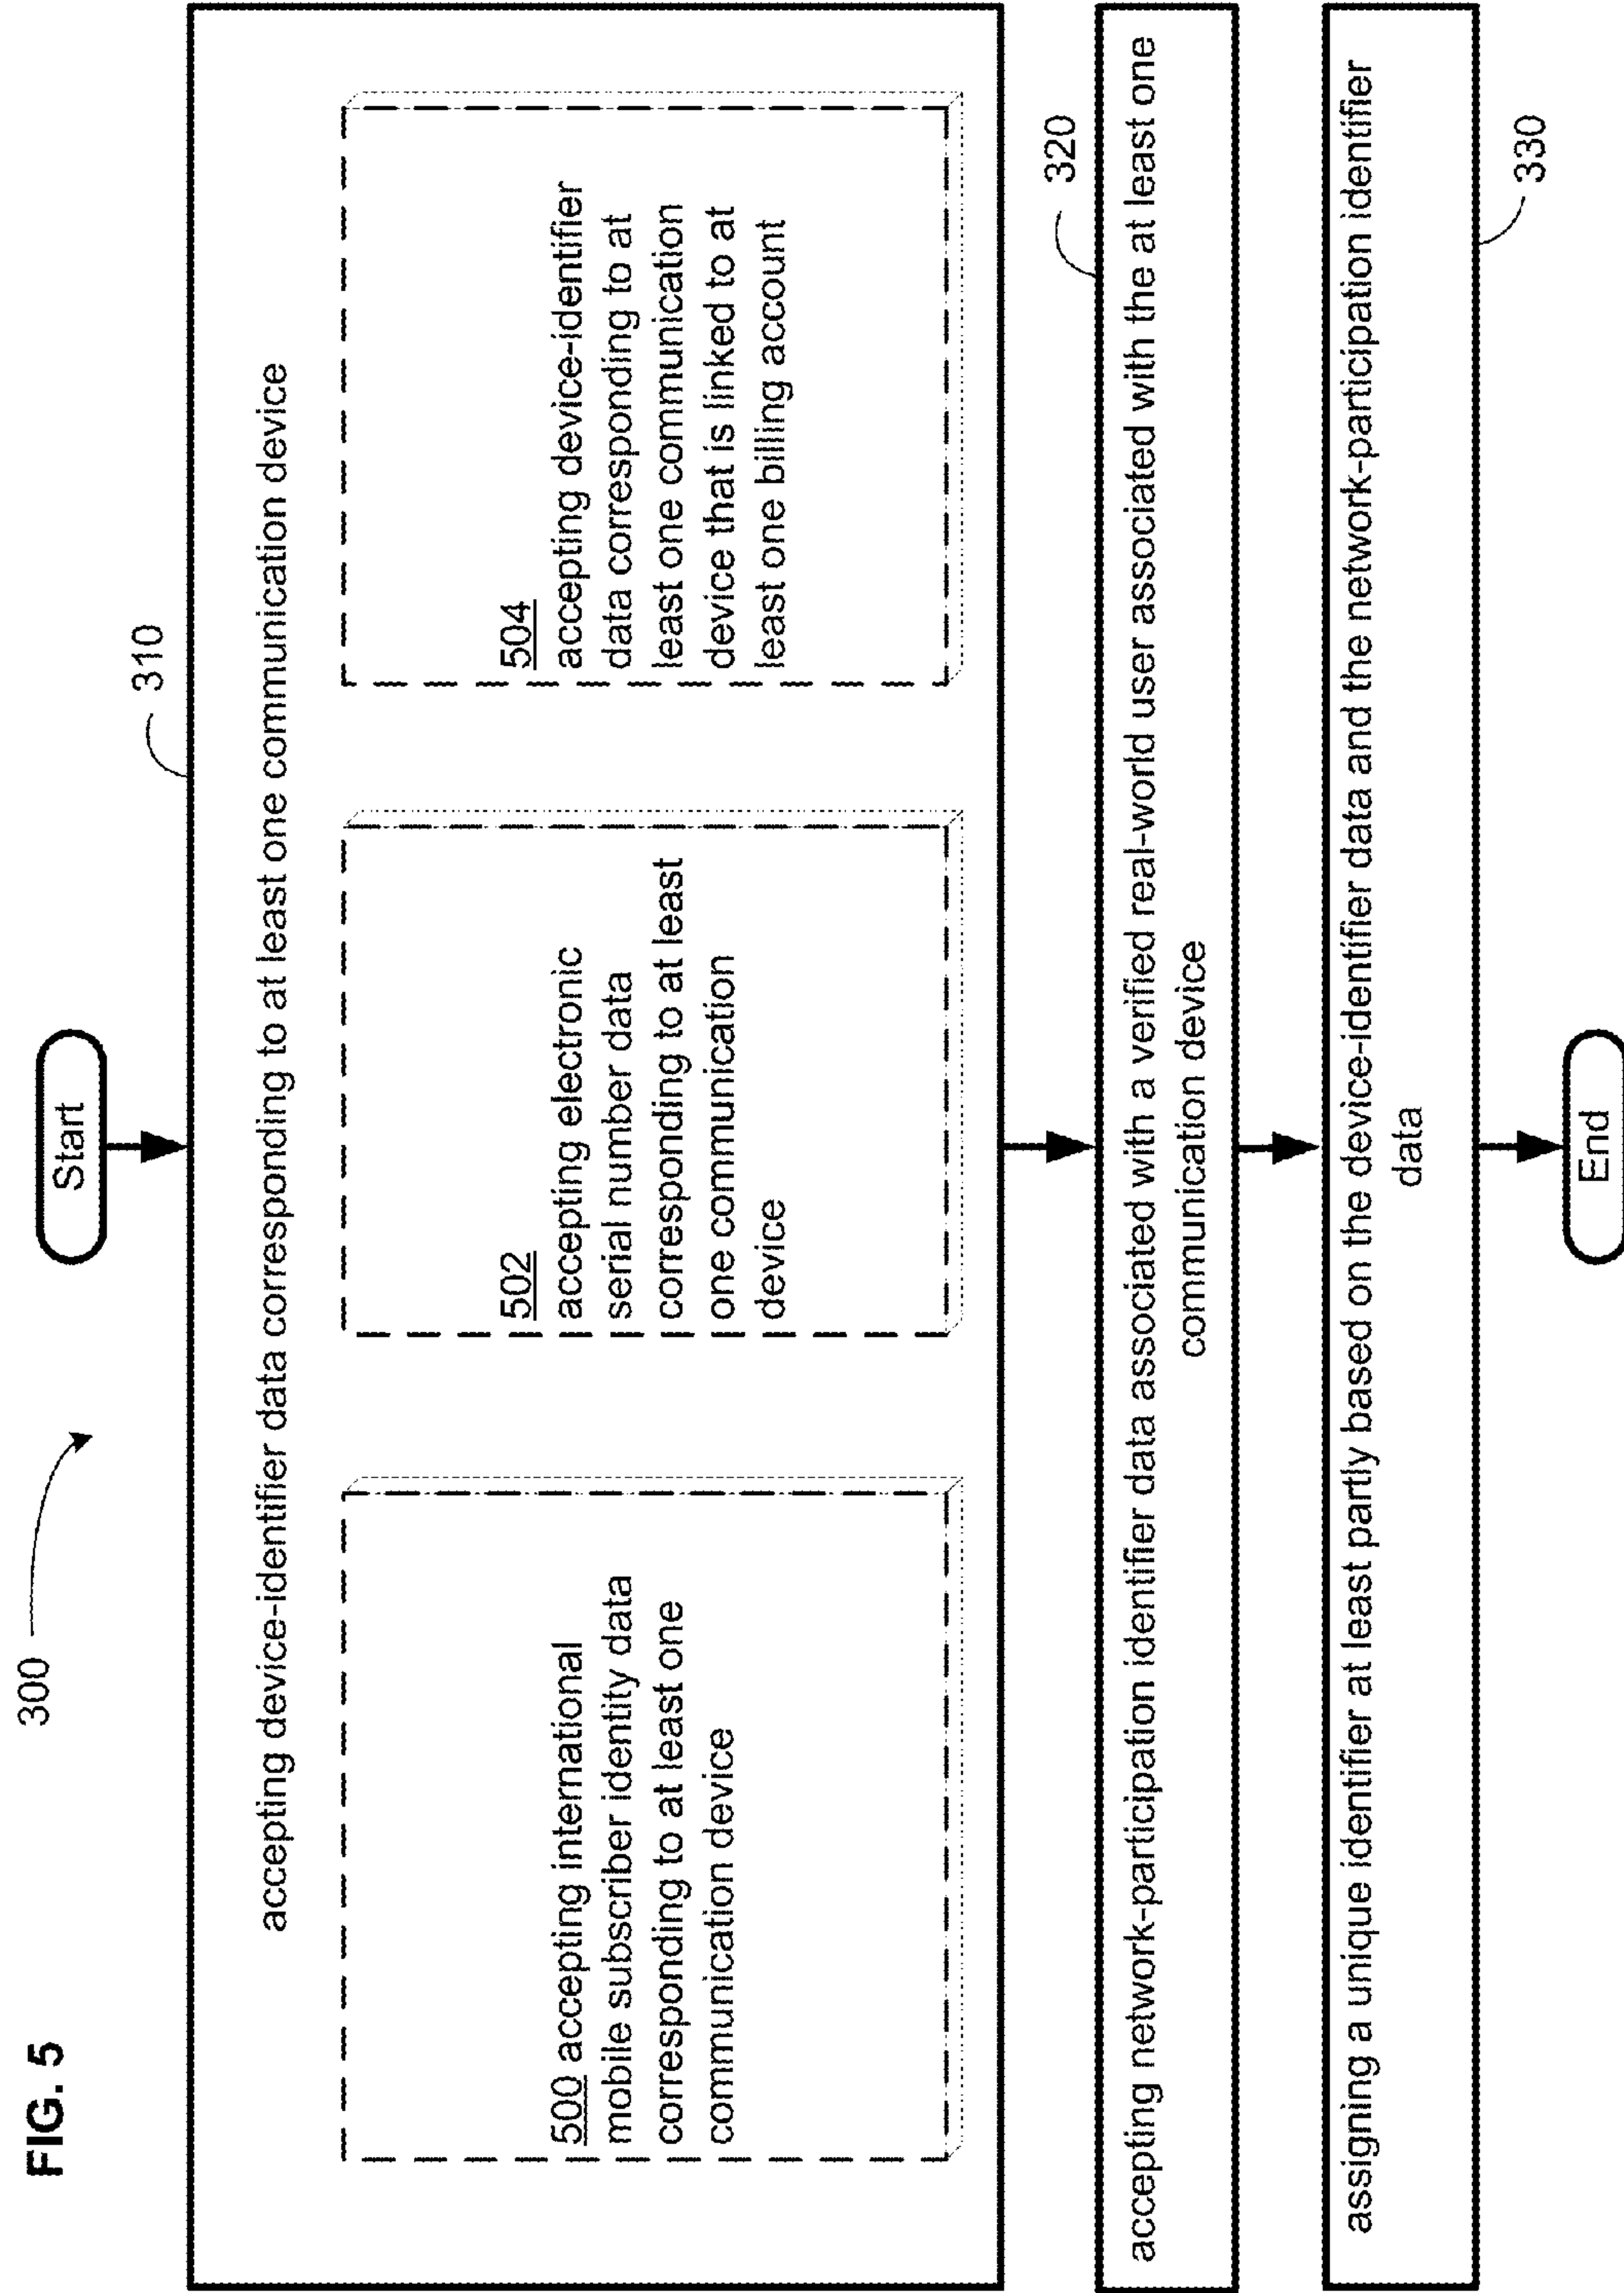 FIG. 5
300
Start
310
accepting device-identifier data corresponding to at least one communication device
500 accepting international
mobile subscriber identity data
corresponding to at least one
communication device
502
accepting electronic
serial number data
corresponding to at least
one communication
device
504
accepting device-identifier
data corresponding to at
least one communication
device that is linked to at
least one billing account
320
accepting network-participation identifier data associated with a verified real-world user associated with the at least one
communication device
assigning a unique identifier at least partly based on the device-identifier data and the network-participation identifier
data
330
End